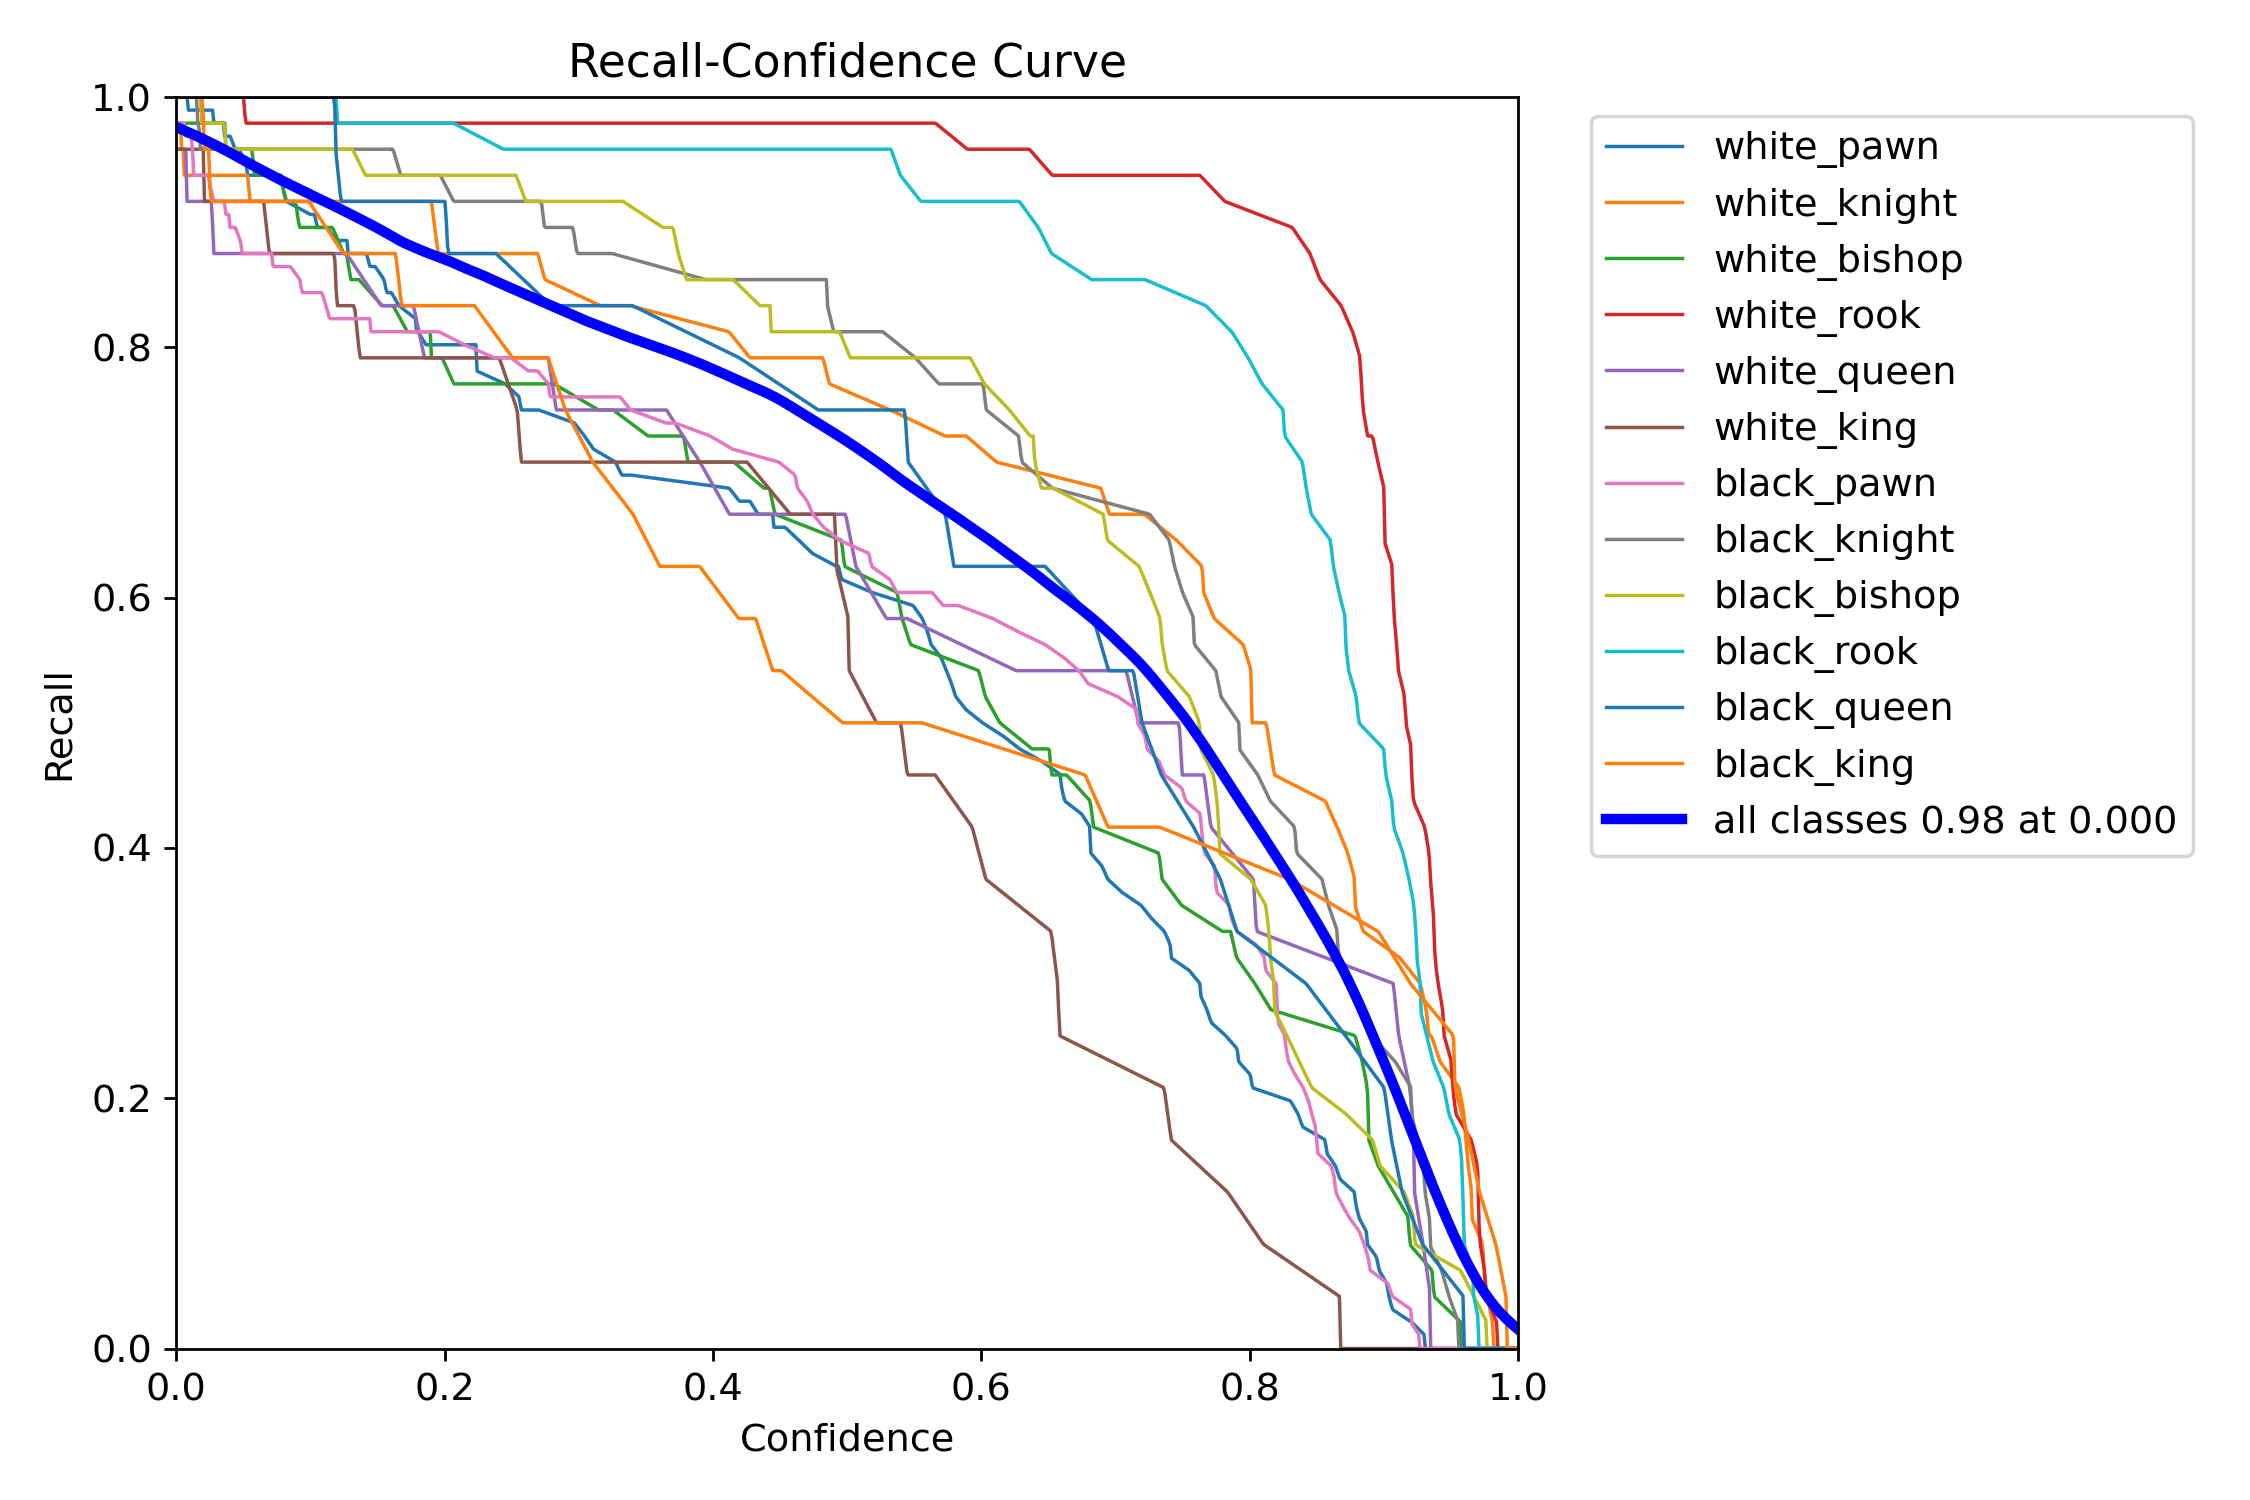 Recall-Confidence Curve
1.0
0.8
0.6
0.4
0.2
0.0
Recall
0.0 0.2 0.4 0.6 0.8 1.0
Confidence
white_pawn
white_knight
white_bishop
white_rook
white_queen
white_king
black_pawn
black_knight
black_bishop
black_rook
black_queen
black_king
all classes 0.98 at 0.000